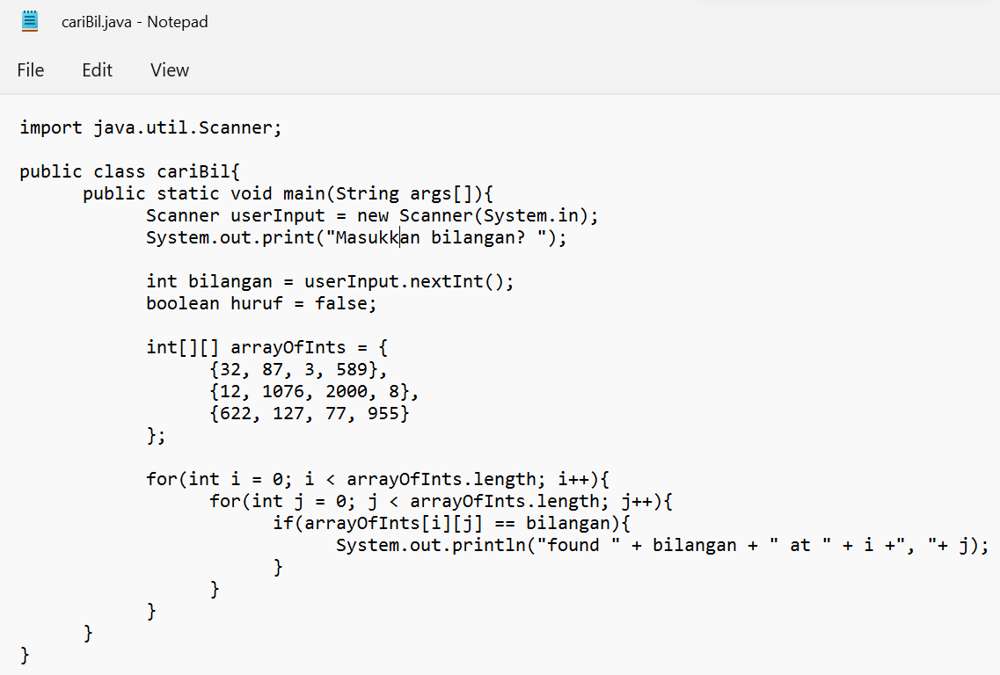 cariBil.java - Notepad
File Edit View
import java.util.Scanner;
public class cariBil{
public static void main(String args[]){
Scanner userInput = new Scanner(System.in);
System.out.print("Masukkan bilangan? ");
int bilangan = userInput.nextInt();
boolean huruf = false;
int[][] arrayOfInts = {
{32, 87, 3, 589},
{12, 1076, 2000, 8},
{622, 127, 77, 955}
};
for(int i = 0; i < arrayOfInts.length; i++){
for(int j = 0; j < arrayOfInts.length; j++){
if(arrayOfInts[i][j] == bilangan){
System.out.println("found " + bilangan + " at " + i +", "+ j);
}
}
}
}
}